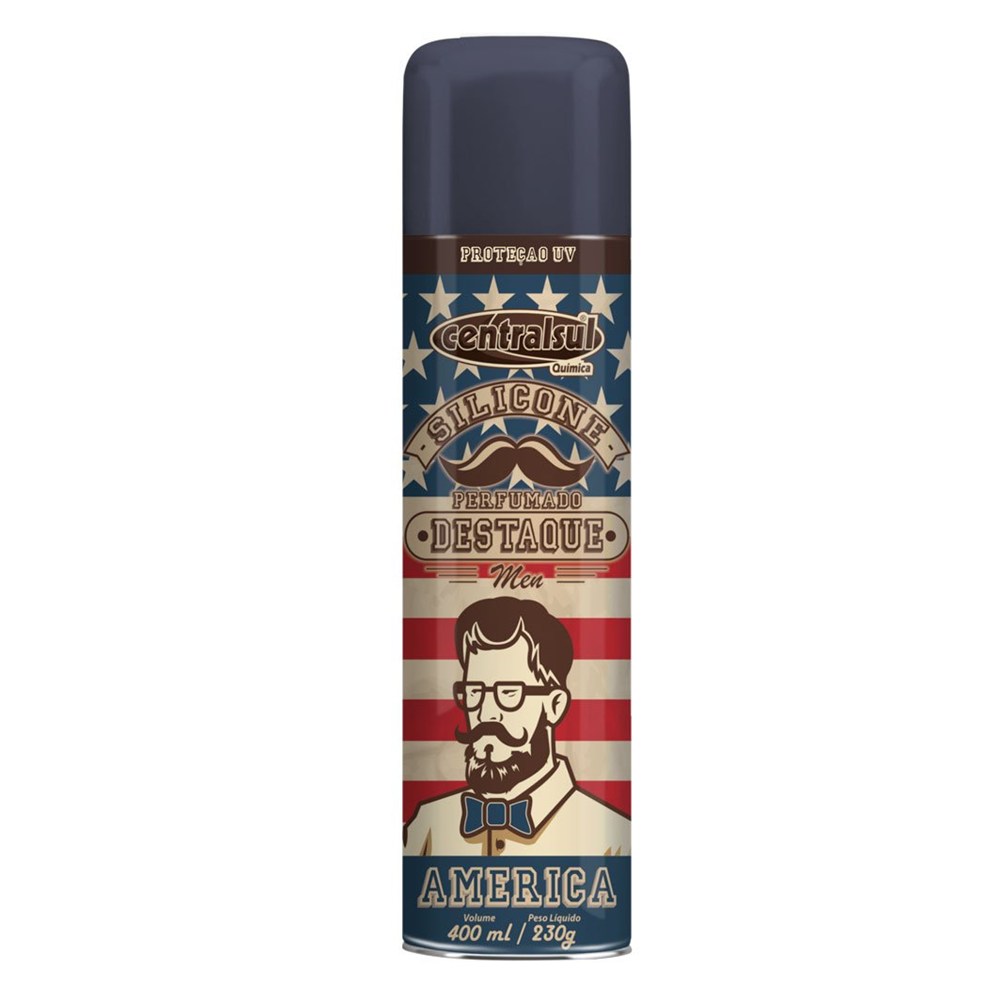 PROTEÇAO UV
centralsul®
Química
SILICONE
PERFUMADO
DESTAQUE
Men
AMERICA
Volume Peso Líquido
400 ml / 230g